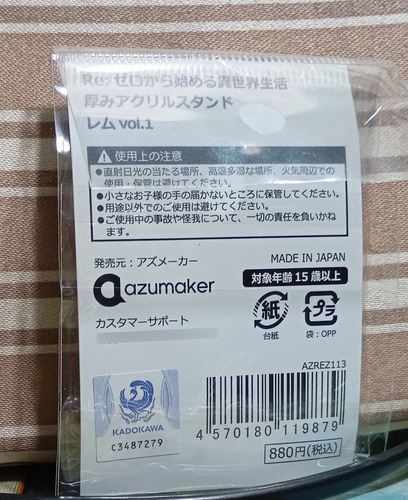 Re:ゼロから始める異世界生活
厚みアクリルスタンド
レム vol.1
使用上の注意
●直射日光の当たる場所、高温多湿な場所、火気周辺での
使用・保管は避けてください。
●小さなお子様の手の届かないところに保管してください。
●用途以外でのご使用は避けてください。
●ご使用中の事故や怪我について、一切の責任を負いかね
ます。
発売元：アズメーカー
MADE IN JAPAN
azumaker
対象年齢15歳以上
カスタマーサポート
紙
プラ
台紙
袋：OPP
AZREZ113
KADOKAWA
C3487279
4 570180 119879
880円(税込)